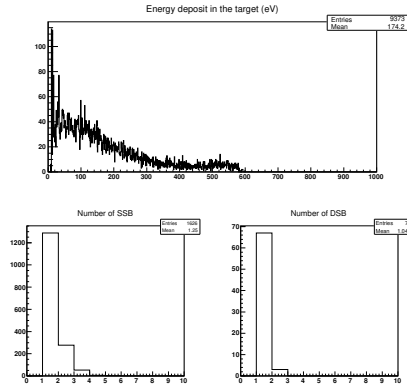 Energy deposit in the target (eV)
Entries 9373
Mean 174.2
120
100
80
60
40
20
0
0 100 200 300 400 500 600 700 800 900 1000
Number of SSB
Entries 1626
Mean 1.25
1200
1000
800
600
400
200
0
0 1 2 3 4 5 6 7 8 9 10
Number of DSB
Entries 7
Mean 1.04
70
60
50
40
30
20
10
0
0 1 2 3 4 5 6 7 8 9 10